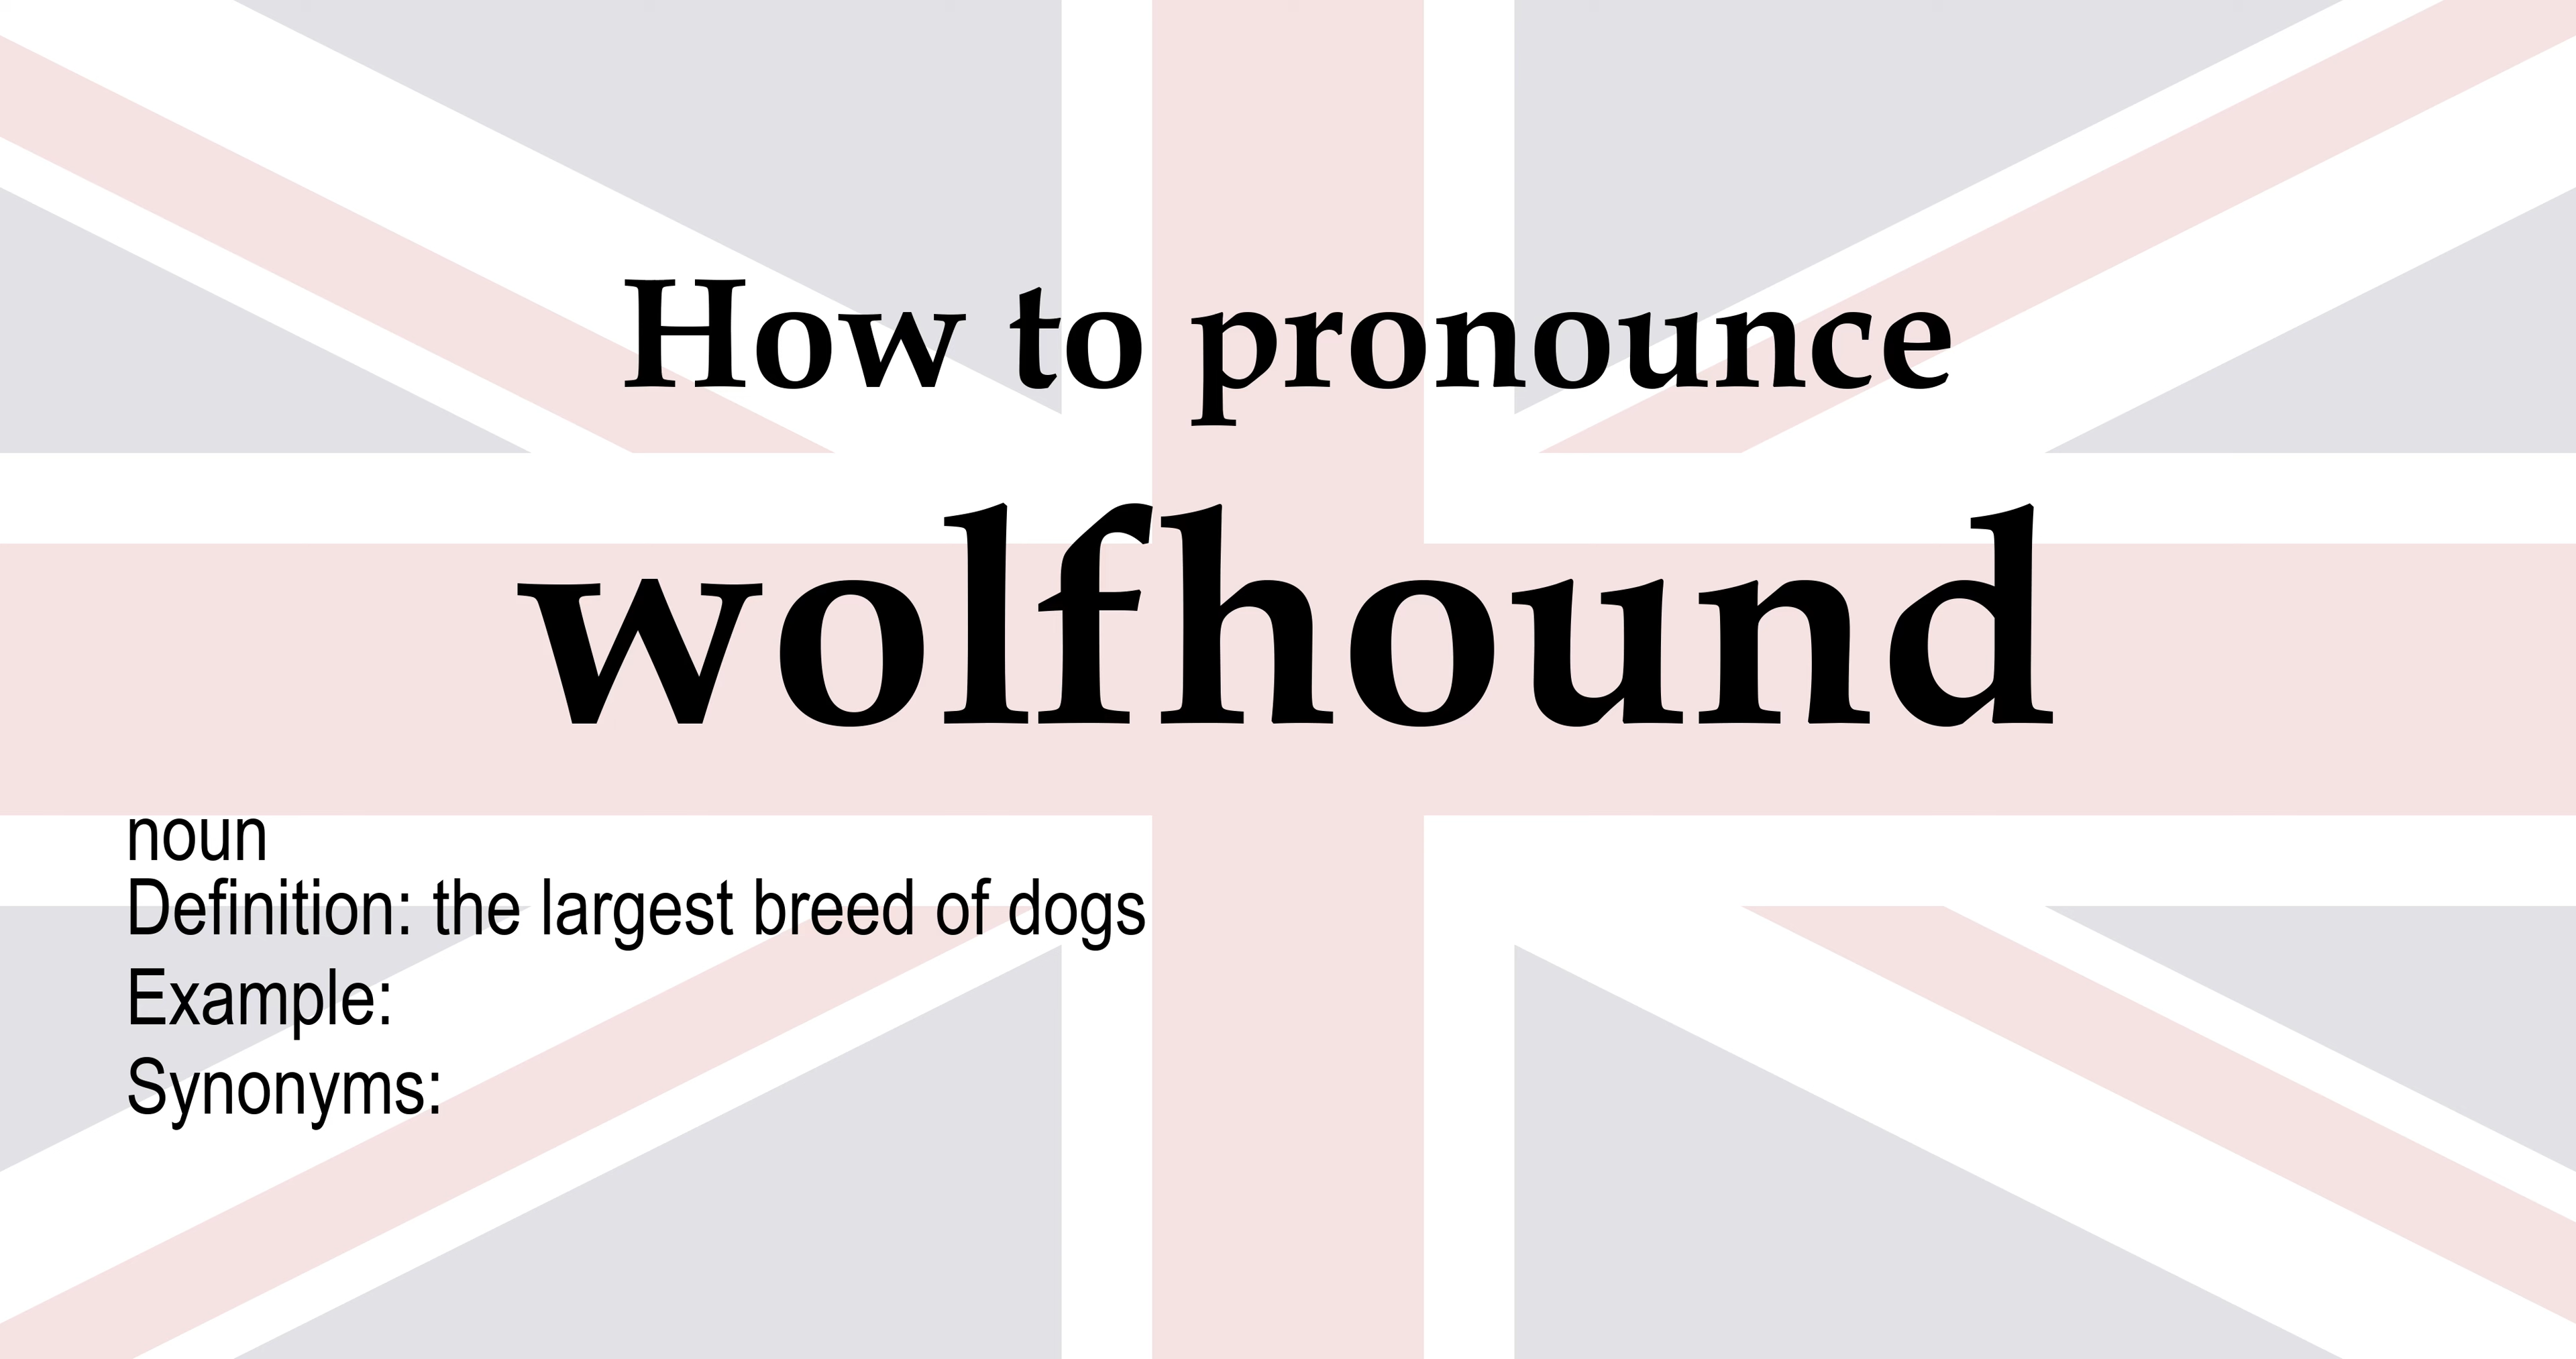 How to pronounce
wolfhound
noun
Definition: the largest breed of dogs
Example:
Synonyms: